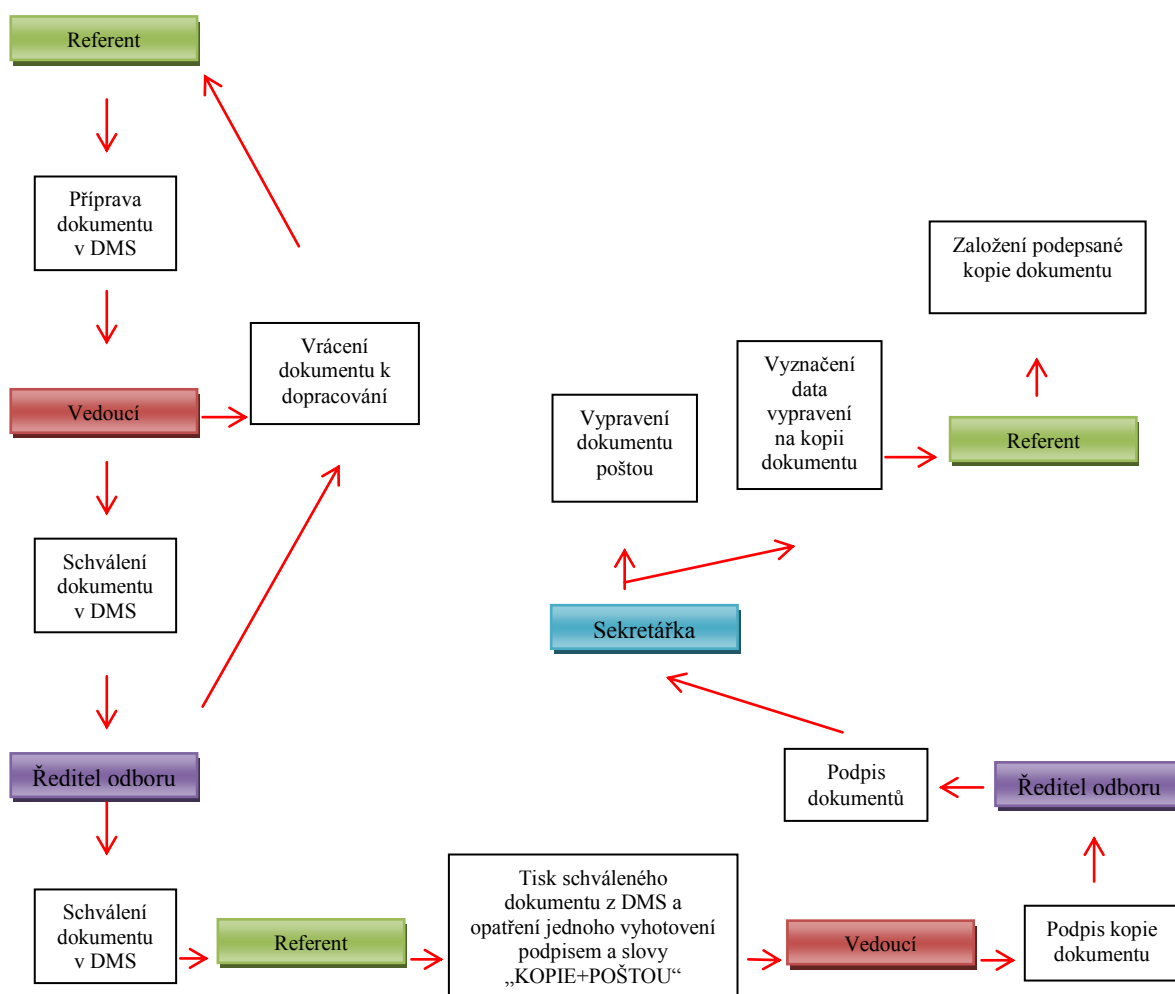 Referent
Příprava
dokumentu
v DMS
Vedoucí
Vrácení
dokumentu k
dopracování
Schválení
dokumentu
v DMS
Ředitel odboru
Schválení
dokumentu
v DMS
Referent
Tisk schváleného
dokumentu z DMS a
opatření jednoho vyhotovení
podpisem a slovy
„KOPIE+POŠTOU“
Vedoucí
Podpis kopie
dokumentu
Ředitel odboru
Podpis
dokumentů
Sekretářka
Vypravení
dokumentu
poštou
Vyznačení
data
vypravení
na kopii
dokumentu
Referent
Založení podepsané
kopie dokumentu